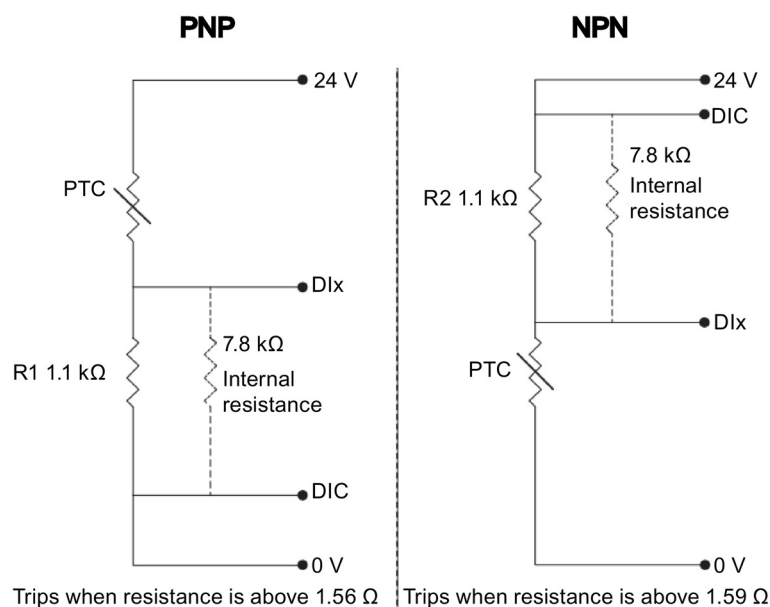 PNP
24 V
PTC
DIx
R1 1.1 kΩ
7.8 kΩ
Internal
resistance
DIC
0 V
Trips when resistance is above 1.56 Ω
NPN
24 V
DIC
7.8 kΩ
Internal
resistance
R2 1.1 kΩ
DIx
PTC
0 V
Trips when resistance is above 1.59 Ω